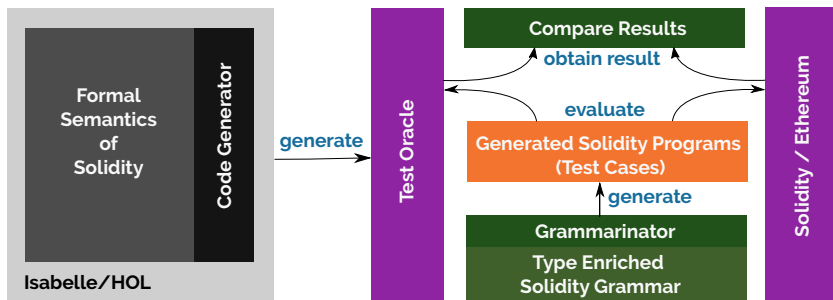 Formal
Semantics
of
Solidity
Code Generator
Isabelle/HOL
generate
Test Oracle
Compare Results
obtain result
evaluate
Generated Solidity Programs
(Test Cases)
generate
Grammarinator
Type Enriched
Solidity Grammar
Solidity / Ethereum